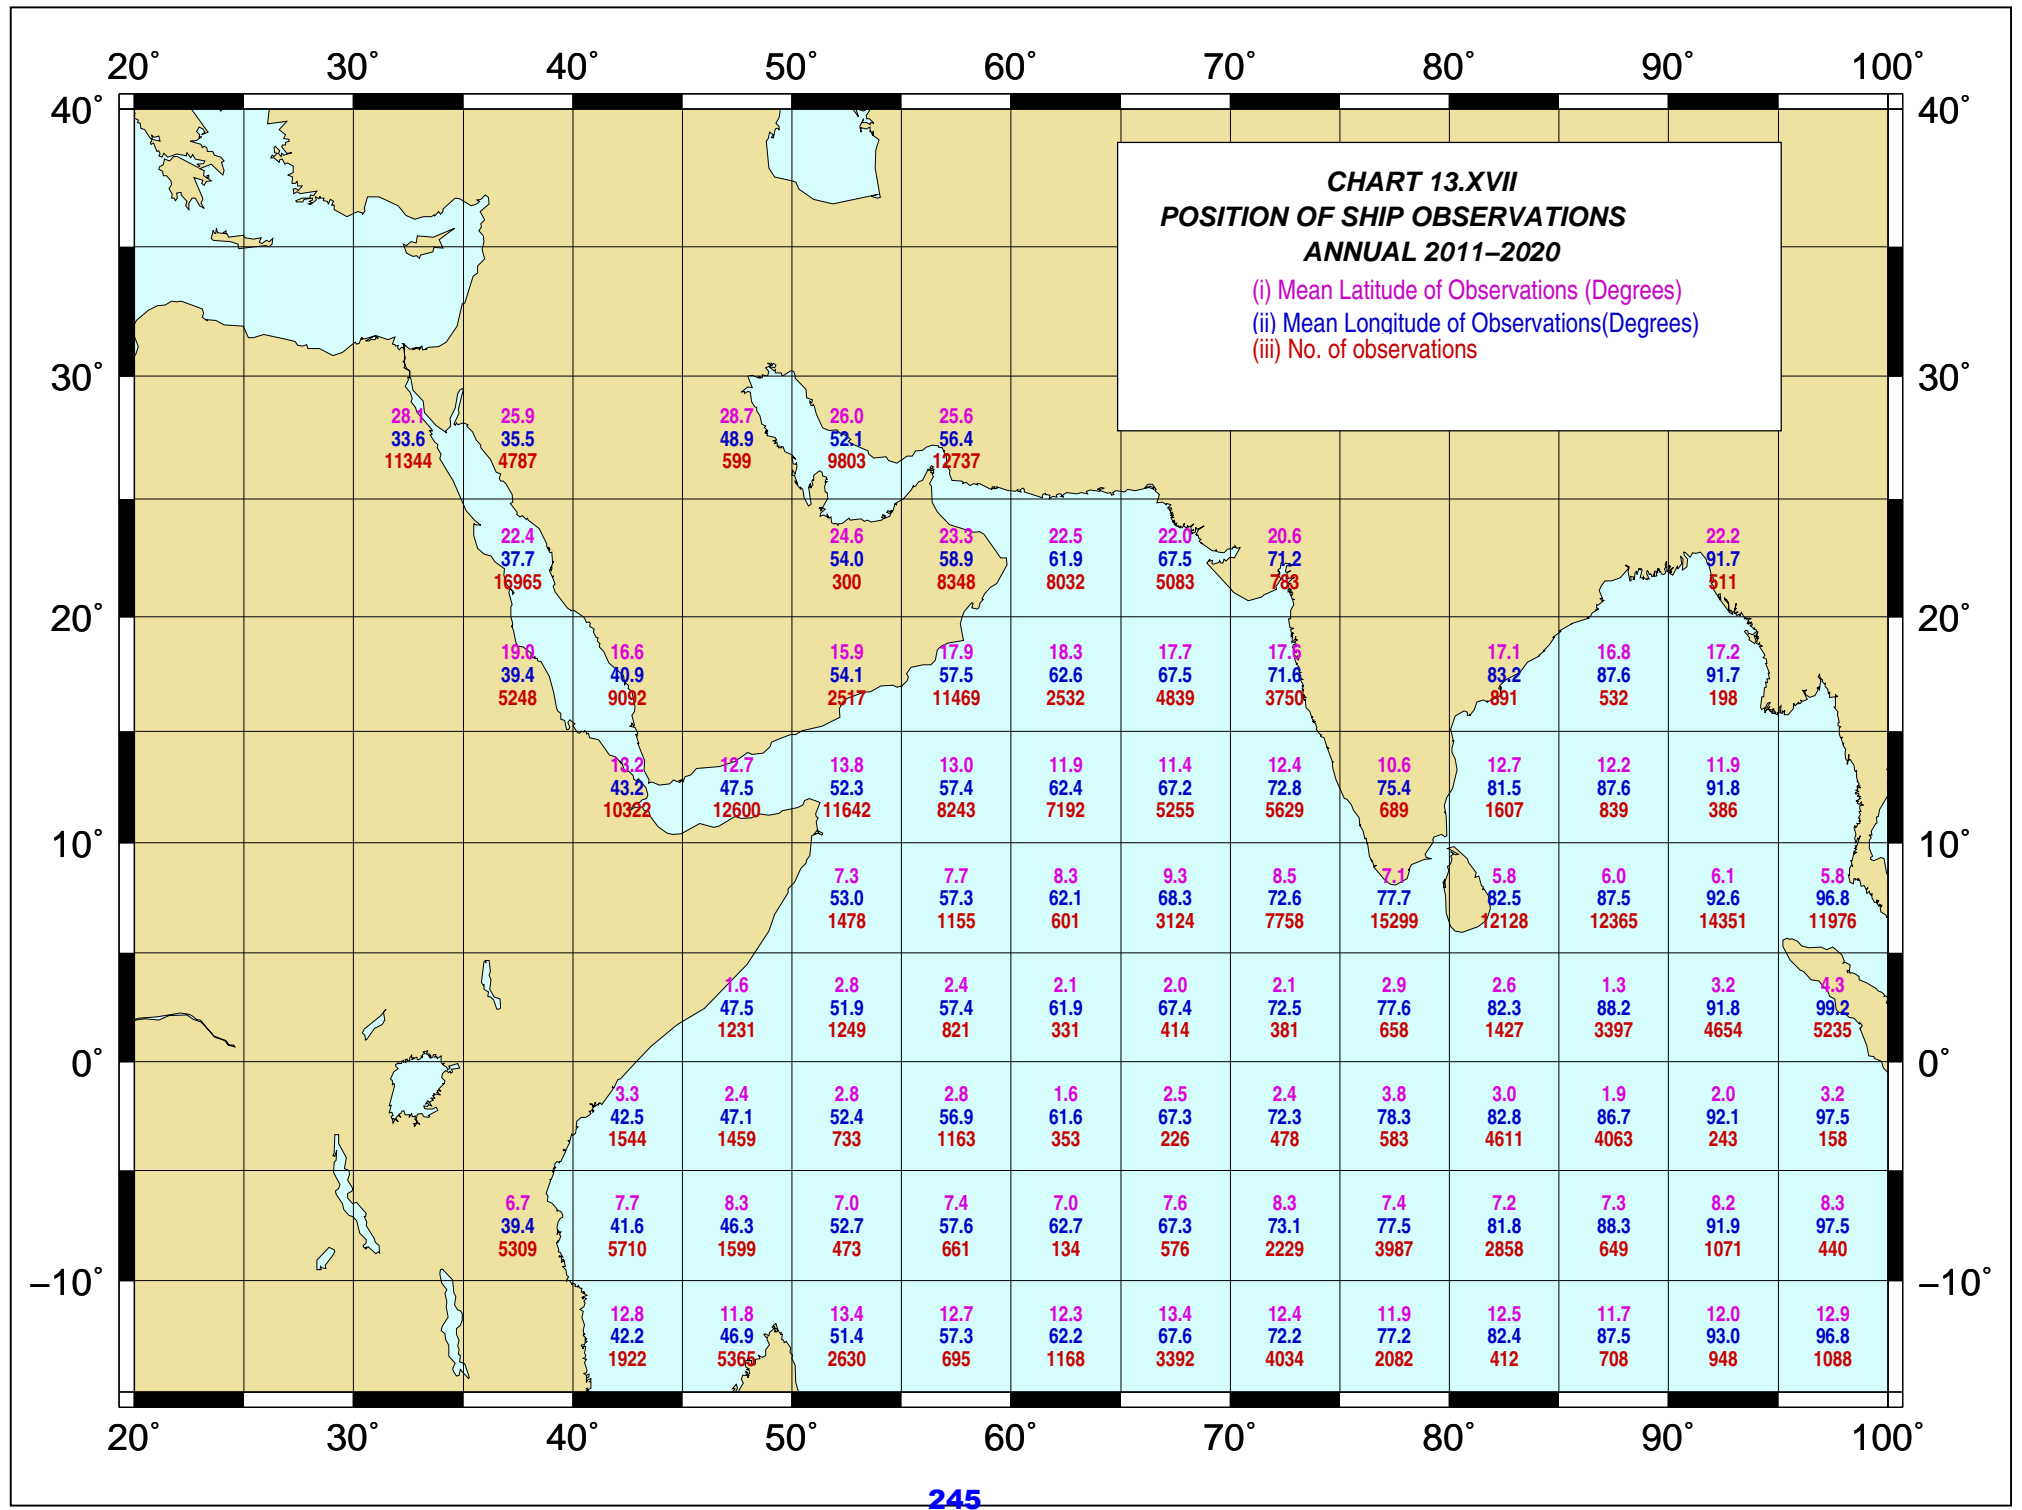 20° 30° 40° 50° 60° 70° 80° 90° 100°
40° 40°
CHART 13.XVII
POSITION OF SHIP OBSERVATIONS
ANNUAL 2011–2020
(i) Mean Latitude of Observations (Degrees)
(ii) Mean Longitude of Observations(Degrees)
(iii) No. of observations
30° 30°
28.1 25.9 28.7 26.0 25.6
33.6 35.5 48.9 52.1 56.4
11344 4787 599 9803 12737
22.4 24.6 23.3 22.5 22.0 20.6 22.2
37.7 54.0 58.9 61.9 67.5 71.2 91.7
16965 300 8348 8032 5083 783 511
20° 20°
19.0 16.6 15.9 17.9 18.3 17.7 17.6 17.1 16.8 17.2
39.4 40.9 54.1 57.5 62.6 67.5 71.6 83.2 87.6 91.7
5248 9092 2517 11469 2532 4839 3750 891 532 198
13.2 12.7 13.8 13.0 11.9 11.4 12.4 10.6 12.7 12.2 11.9
43.2 47.5 52.3 57.4 62.4 67.2 72.8 75.4 81.5 87.6 91.8
10322 12600 11642 8243 7192 5255 5629 689 1607 839 386
10° 10°
7.3 7.7 8.3 9.3 8.5 7.1 5.8 6.0 6.1 5.8
53.0 57.3 62.1 68.3 72.6 77.7 82.5 87.5 92.6 96.8
1478 1155 601 3124 7758 15299 12128 12365 14351 11976
1.6 2.8 2.4 2.1 2.0 2.1 2.9 2.6 1.3 3.2 4.3
47.5 51.9 57.4 61.9 67.4 72.5 77.6 82.3 88.2 91.8 99.2
1231 1249 821 331 414 381 658 1427 3397 4654 5235
0° 0°
3.3 2.4 2.8 2.8 1.6 2.5 2.4 3.8 3.0 1.9 2.0 3.2
42.5 47.1 52.4 56.9 61.6 67.3 72.3 78.3 82.8 86.7 92.1 97.5
1544 1459 733 1163 353 226 478 583 4611 4063 243 158
6.7 7.7 8.3 7.0 7.4 7.0 7.6 8.3 7.4 7.2 7.3 8.2 8.3
39.4 41.6 46.3 52.7 57.6 62.7 67.3 73.1 77.5 81.8 88.3 91.9 97.5
5309 5710 1599 473 661 134 576 2229 3987 2858 649 1071 440
−10° −10°
12.8 11.8 13.4 12.7 12.3 13.4 12.4 11.9 12.5 11.7 12.0 12.9
42.2 46.9 51.4 57.3 62.2 67.6 72.2 77.2 82.4 87.5 93.0 96.8
1922 5365 2630 695 1168 3392 4034 2082 412 708 948 1088
20° 30° 40° 50° 60° 70° 80° 90° 100°
245